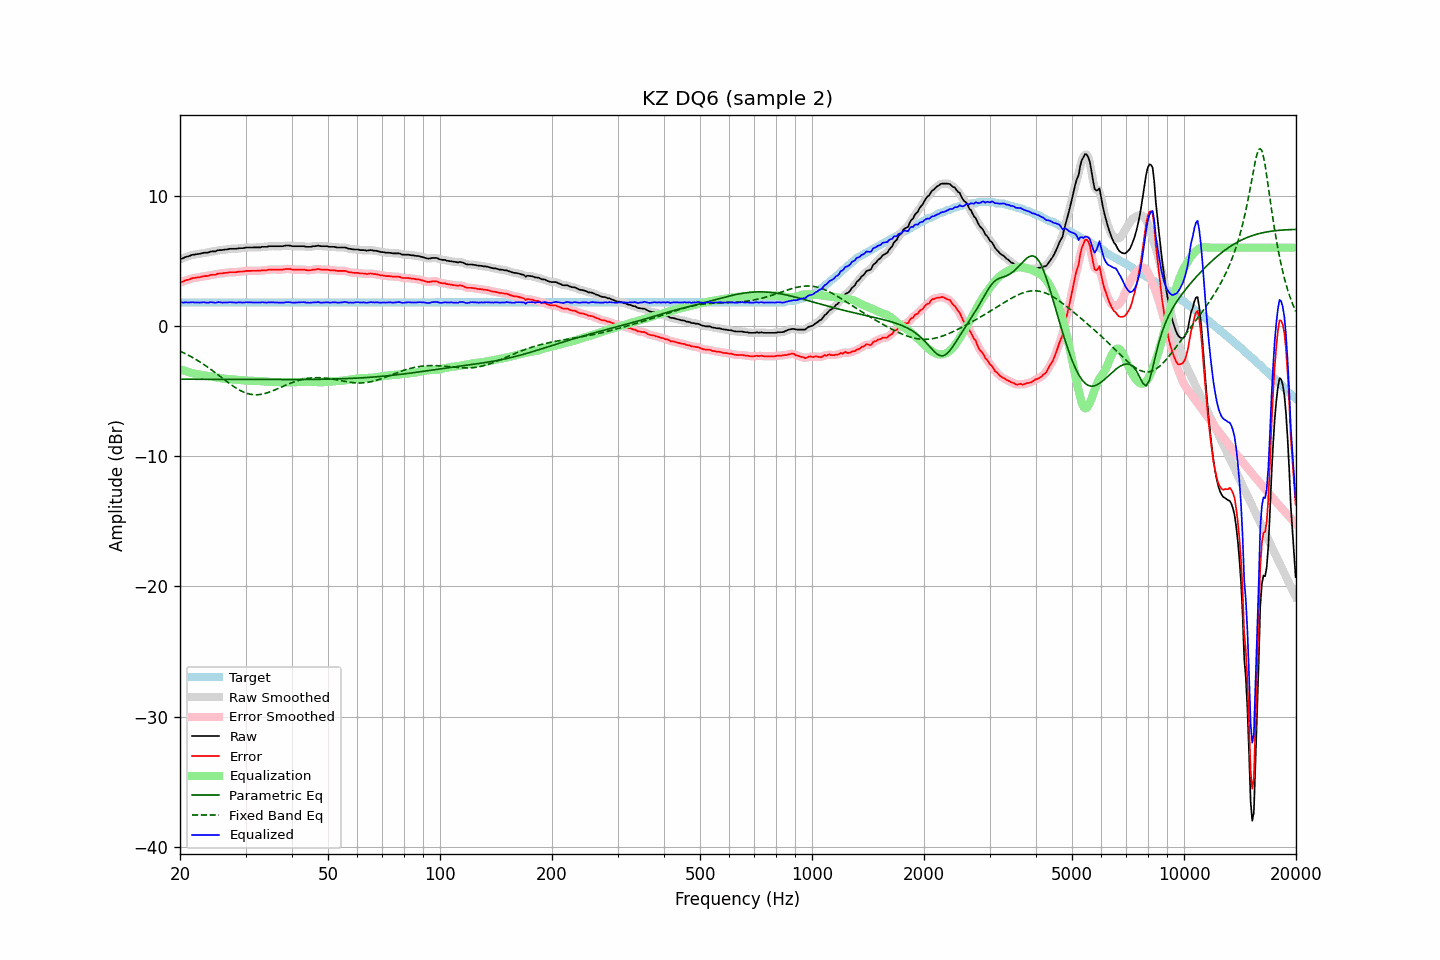 KZ DQ6 (sample 2)
Amplitude (dBr)
10
0
−10
−20
−30
−40
Target
Raw Smoothed
Error Smoothed
Raw
Error
Equalization
Parametric Eq
Fixed Band Eq
Equalized
20 50 100 200 500 1000 2000 5000 10000 20000
Frequency (Hz)